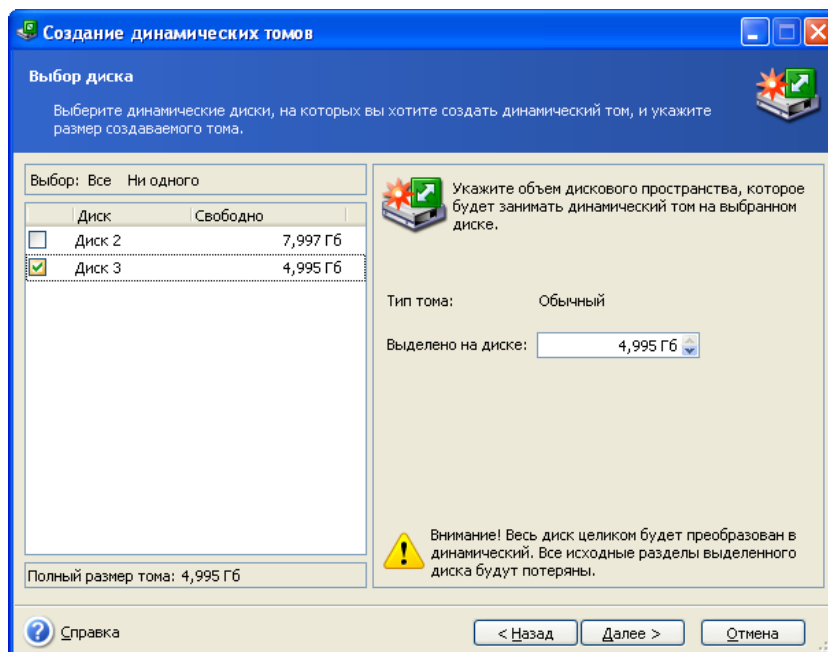 Создание динамических томов
Выбор диска
Выберите динамические диски, на которых вы хотите создать динамический том, и укажите
размер создаваемого тома.
Выбор: Все Ни одного
Диск Свободно
Диск 2 7,997 Гб
Диск 3 4,995 Гб
Полный размер тома: 4,995 Гб
Укажите объем дискового пространства, которое
будет занимать динамический том на выбранном
диске.
Тип тома: Обычный
Выделено на диске: 4,995 Гб
Внимание! Весь диск целиком будет преобразован в
динамический. Все исходные разделы выделенного
диска будут потеряны.
Справка
< Назад Далее > Отмена